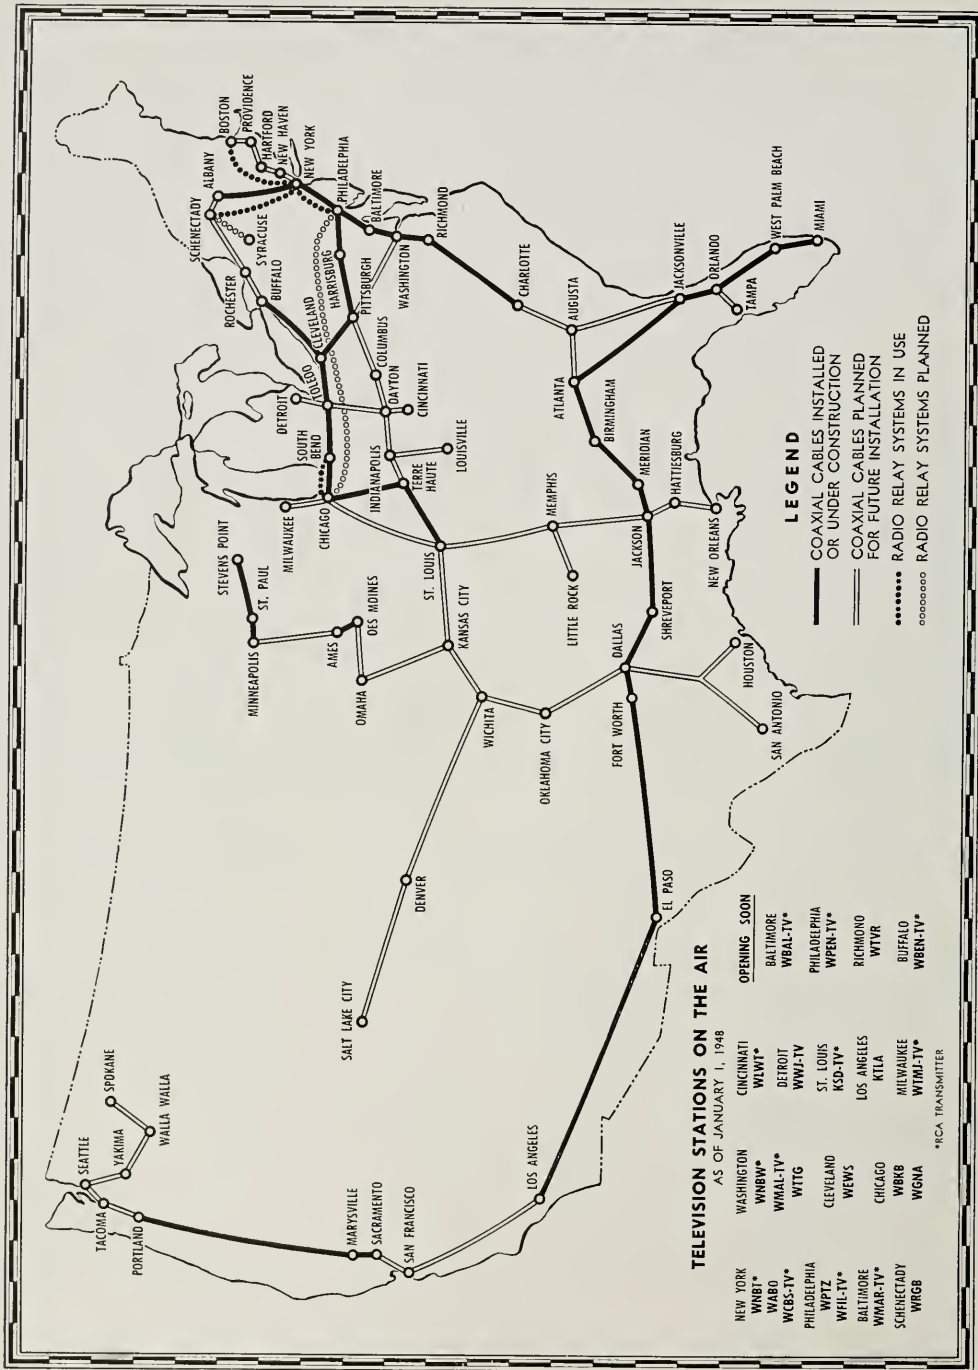 SEATTLE
TACOMA
PORTLAND
YAKIMA
SPOKANE
WALLA WALLA
MARYSVILLE
SACRAMENTO
SAN FRANCISCO
LOS ANGELES
SALT LAKE CITY
DENVER
EL PASO
MINNEAPOLIS
ST. PAUL
STEVENS POINT
AMES
DES MOINES
OMAHA
KANSAS CITY
WICHITA
OKLAHOMA CITY
FORT WORTH
DALLAS
SAN ANTONIO
HOUSTON
SHREVEPORT
LITTLE ROCK
MEMPHIS
JACKSON
MERIDIAN
HATTIESBURG
NEW ORLEANS
ST. LOUIS
MILWAUKEE
CHICAGO
SOUTH
BEND
DETROIT
TOLEDO
CLEVELAND
INDIANAPOLIS
TERRE
HAUTE
LOUISVILLE
DAYTON
CINCINNATI
COLUMBUS
PITTSBURGH
HARRISBURG
BUFFALO
ROCHESTER
SYRACUSE
SCHENECTADY
ALBANY
BOSTON
PROVIDENCE
HARTFORD
NEW HAVEN
NEW YORK
PHILADELPHIA
BALTIMORE
WASHINGTON
RICHMOND
CHARLOTTE
AUGUSTA
ATLANTA
BIRMINGHAM
JACKSONVILLE
ORLANDO
TAMPA
WEST PALM BEACH
MIAMI
LEGEND
COAXIAL CABLES INSTALLED
OR UNDER CONSTRUCTION
COAXIAL CABLES PLANNED
FOR FUTURE INSTALLATION
RADIO RELAY SYSTEMS IN USE
RADIO RELAY SYSTEMS PLANNED
TELEVISION STATIONS ON THE AIR
AS OF JANUARY 1, 1948
NEW YORK
WNBT*
WABD
WCBS-TV*
PHILADELPHIA
WPTZ
WFIL-TV*
BALTIMORE
WMAR-TV*
SCHENECTADY
WRGB
WASHINGTON
WNBW*
WMAL-TV*
WTTG
CLEVELAND
WEWS
CHICAGO
WBKB
WGNA
CINCINNATI
WLWT*
DETROIT
WWJ-TV
ST. LOUIS
KSD-TV*
LOS ANGELES
KTLA
MILWAUKEE
WTMJ-TV*
OPENING SOON
BALTIMORE
WBAL-TV*
PHILADELPHIA
WPEN-TV*
RICHMOND
WTVR
BUFFALO
WBEN-TV*
*RCA TRANSMITTER